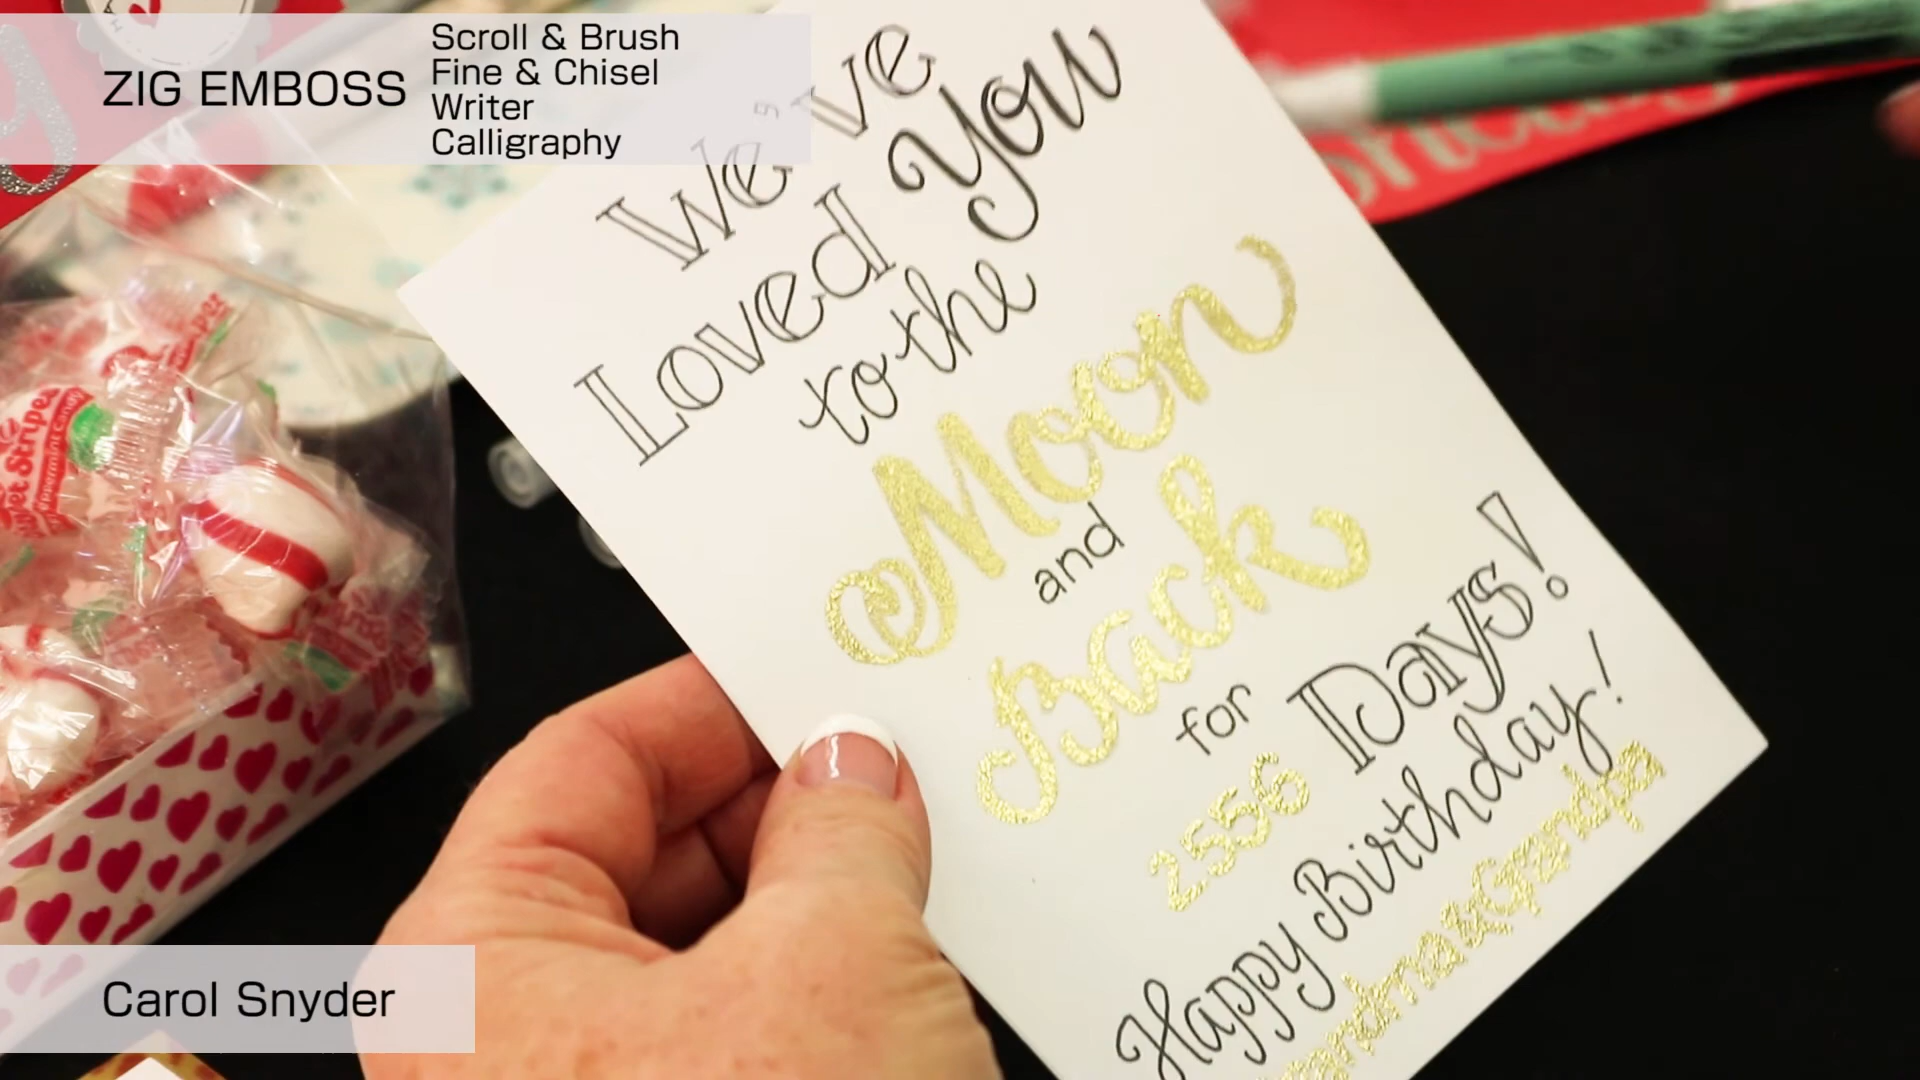 ZIG EMBOSS
Scroll & Brush
Fine & Chisel
Writer
Calligraphy
We've
Loved You
to the
Moon
and
Back
for
2556 Days!
Happy Birthday!
Grandpa
Carol Snyder